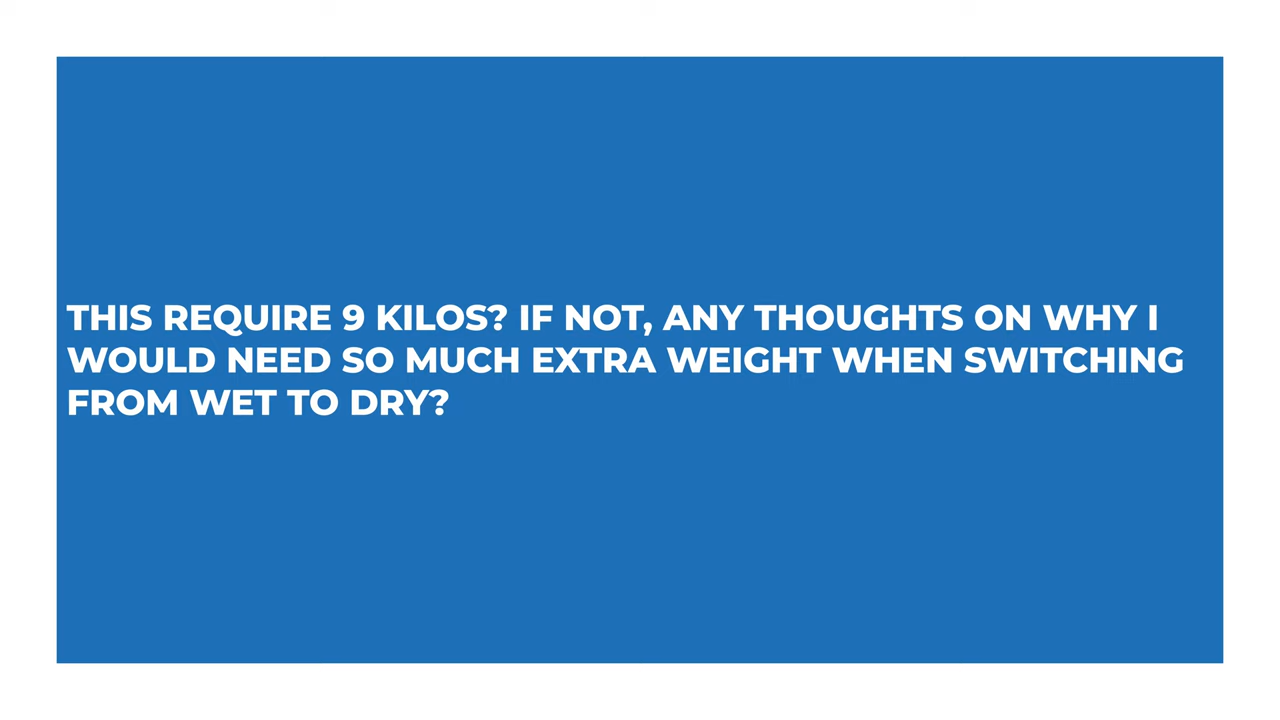 THIS REQUIRE 9 KILOS? IF NOT, ANY THOUGHTS ON WHY I
WOULD NEED SO MUCH EXTRA WEIGHT WHEN SWITCHING
FROM WET TO DRY?